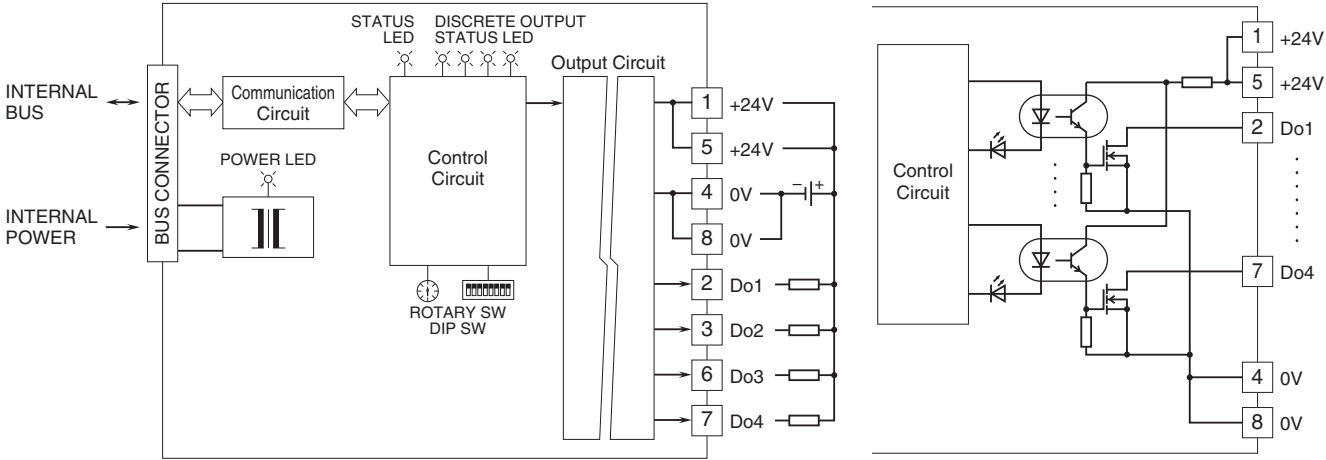 STATUS
LED
DISCRETE OUTPUT
STATUS LED
Output Circuit
INTERNAL
BUS
BUS CONNECTOR
Communication
Circuit
Control
Circuit
POWER LED
INTERNAL
POWER
ROTARY SW
DIP SW
1 +24V
5 +24V
4 0V
− +
8 0V
2 Do1
3 Do2
6 Do3
7 Do4
Control
Circuit
1 +24V
5 +24V
2 Do1
7 Do4
4 0V
8 0V